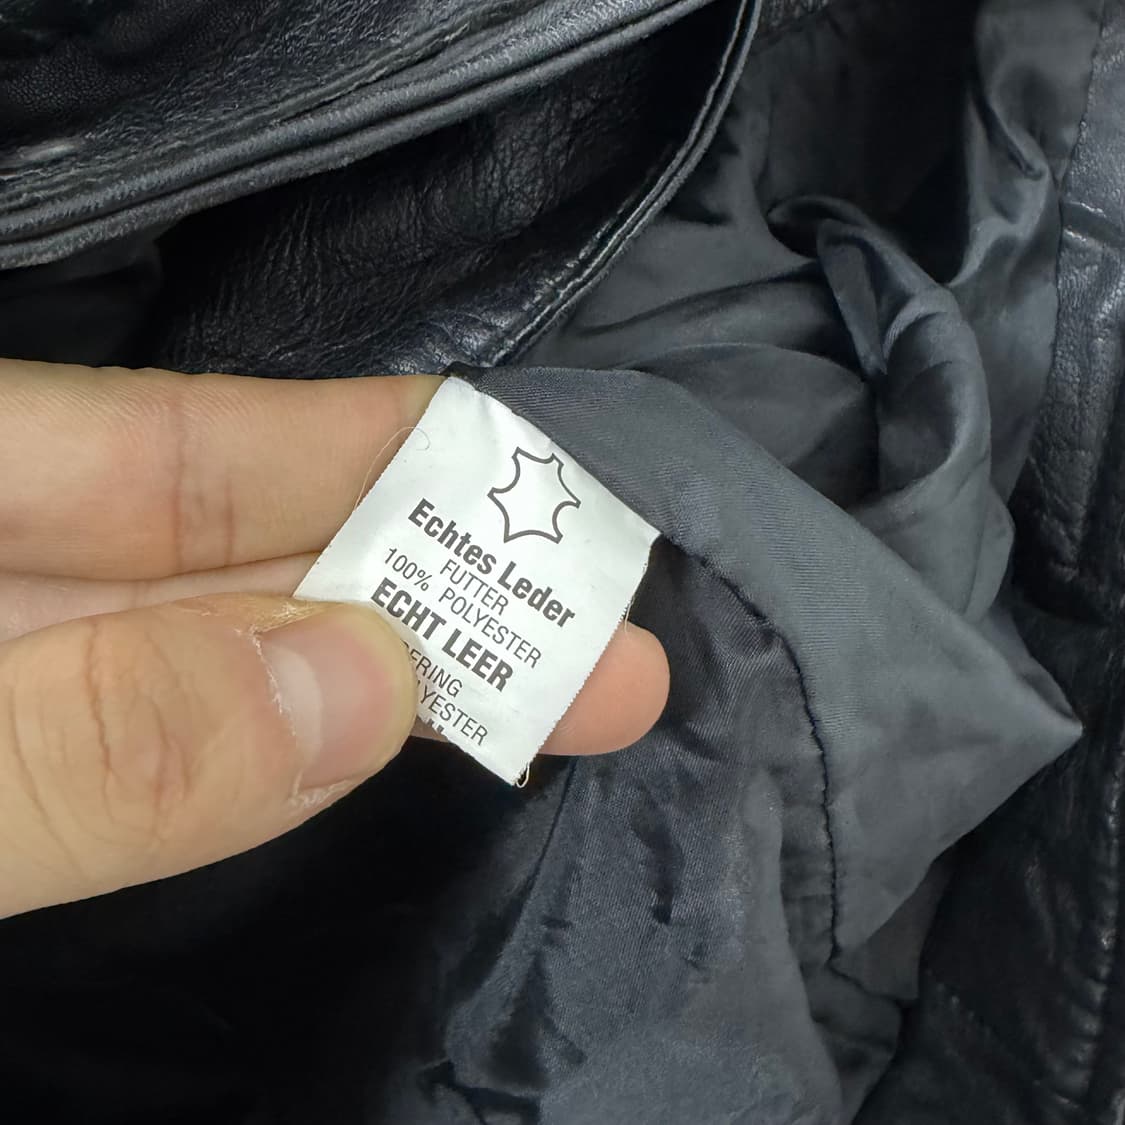 Echtes Leder
FUTTER
100% POLYESTER
ECHT LEER